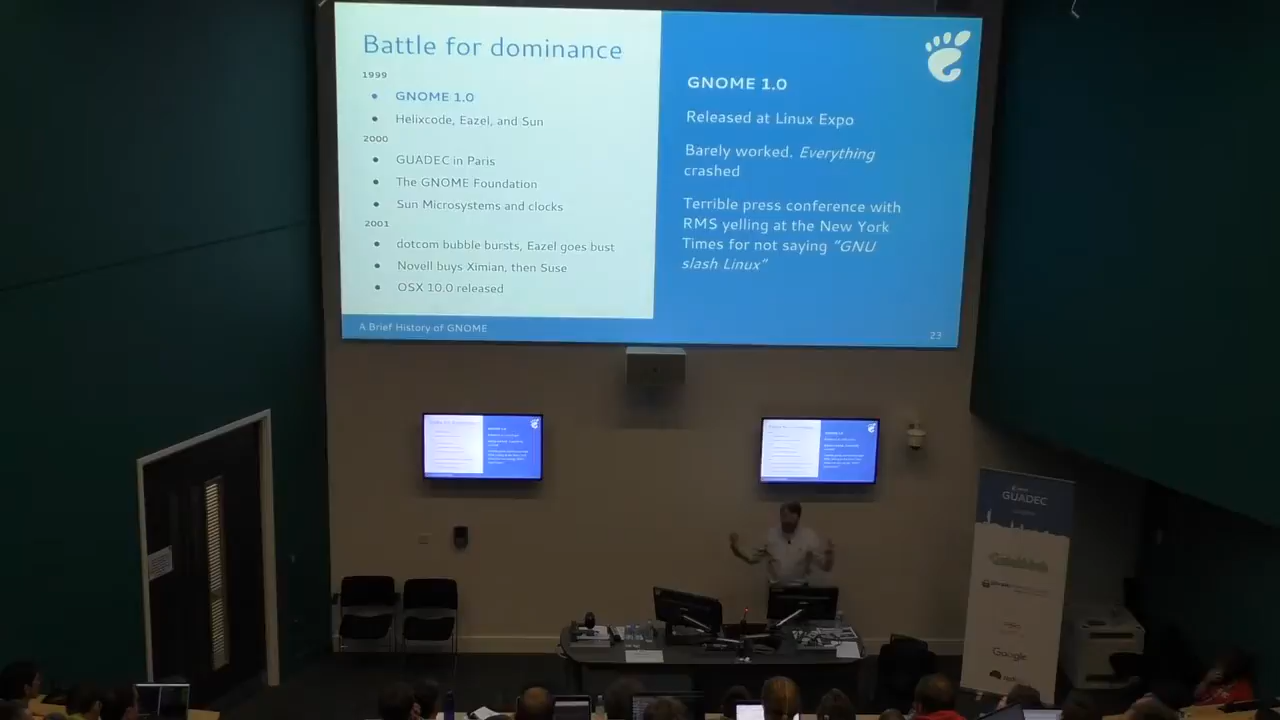 Battle for dominance
1999
GNOME 1.0
Helixcode, Eazel, and Sun
2000
GUADEC in Paris
The GNOME Foundation
Sun Microsystems and clocks
2001
dotcom bubble bursts, Eazel goes bust
Novell buys Ximian, then Suse
OSX 10.0 released
A Brief History of GNOME
GNOME 1.0
Released at Linux Expo
Barely worked. Everything
crashed
Terrible press conference with
RMS yelling at the New York
Times for not saying “GNU
slash Linux”
23
GUADEC
Google